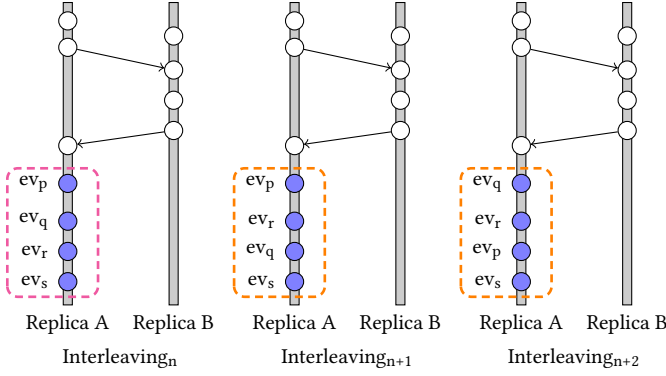 ev_p
ev_q
ev_r
ev_s
Replica A Replica B
Interleaving_n
ev_p
ev_r
ev_q
ev_s
Replica A Replica B
Interleaving_n+1
ev_q
ev_r
ev_p
ev_s
Replica A Replica B
Interleaving_n+2